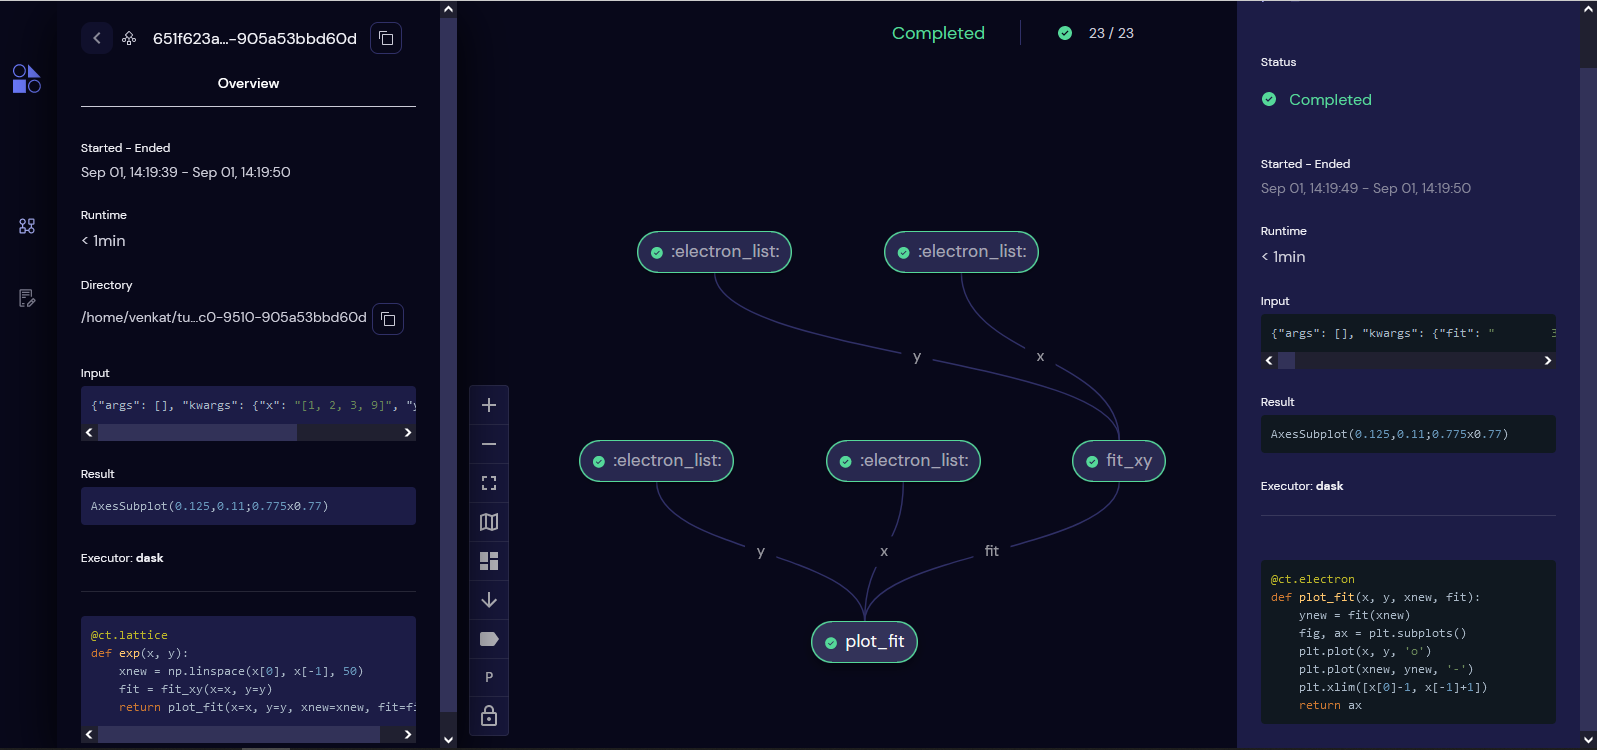 651f623a...-905a53bbd60d
Overview
Started - Ended
Sep 01, 14:19:39 - Sep 01, 14:19:50
Runtime
< 1min
Directory
/home/venkat/tu...c0-9510-905a53bbd60d
Input
{"args": [], "kwargs": {"x": "[1, 2, 3, 9]", "y
Result
AxesSubplot(0.125,0.11;0.775x0.77)
Executor: dask
@ct.lattice
def exp(x, y):
    xnew = np.linspace(x[0], x[-1], 50)
    fit = fit_xy(x=x, y=y)
    return plot_fit(x=x, y=y, xnew=xnew, fit=fi
Completed
23 / 23
:electron_list:
:electron_list:
y
x
:electron_list:
:electron_list:
fit_xy
y
x
fit
plot_fit
P
Status
Completed
Started - Ended
Sep 01, 14:19:49 - Sep 01, 14:19:50
Runtime
< 1min
Input
{"args": [], "kwargs": {"fit": " 3
Result
AxesSubplot(0.125,0.11;0.775x0.77)
Executor: dask
@ct.electron
def plot_fit(x, y, xnew, fit):
    ynew = fit(xnew)
    fig, ax = plt.subplots()
    plt.plot(x, y, 'o')
    plt.plot(xnew, ynew, '-')
    plt.xlim([x[0]-1, x[-1]+1])
    return ax